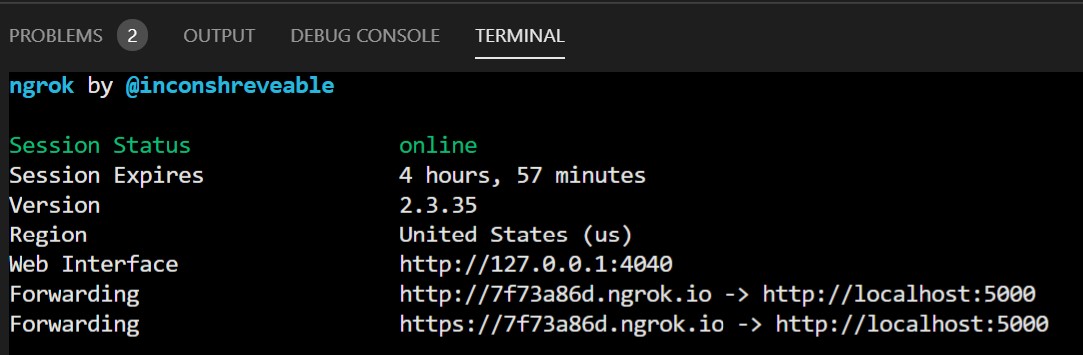 PROBLEMS 2 OUTPUT DEBUG CONSOLE TERMINAL
ngrok by @inconshreveable
Session Status online
Session Expires 4 hours, 57 minutes
Version 2.3.35
Region United States (us)
Web Interface http://127.0.0.1:4040
Forwarding http://7f73a86d.ngrok.io -> http://localhost:5000
Forwarding https://7f73a86d.ngrok.io -> http://localhost:5000